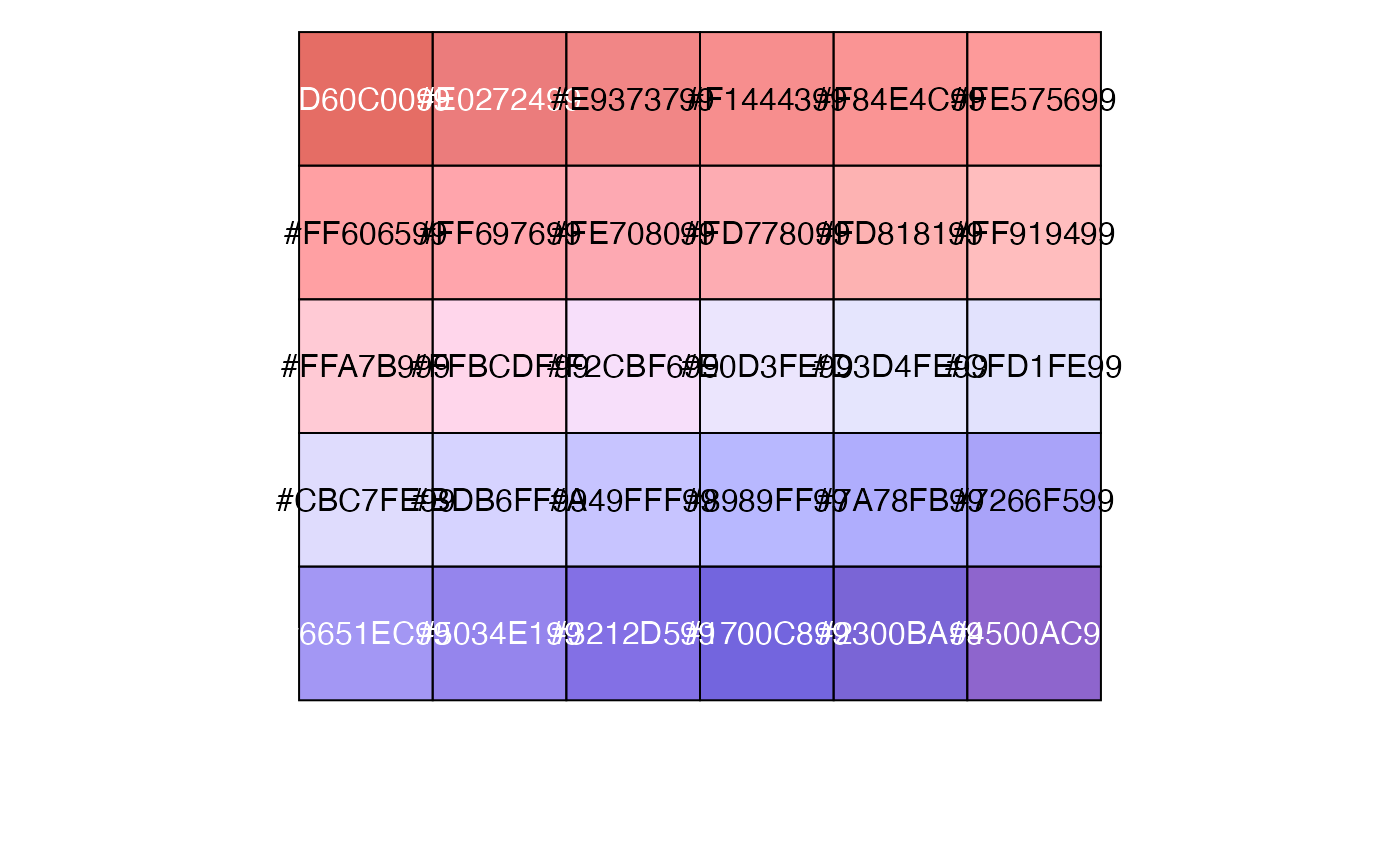 D60C0099 #E0272499 #E9373799 #F1444399 #F84E4C99 #FE575699
#FF606599 #FF697699 #FE708099 #FD778099 #FD818199 #FF919499
#FFA7B999 #FFBCDF99 #F2CBF699 #E0D3FE99 #D3D4FE99 #CFD1FE99
#CBC7FE99 #BDB6FF99 #A49FFF99 #8989FF99 #7A78FB99 #7266F599
6651EC99 #5034E199 #3212D599 #1700C899 #2300BA99 #4500AC9